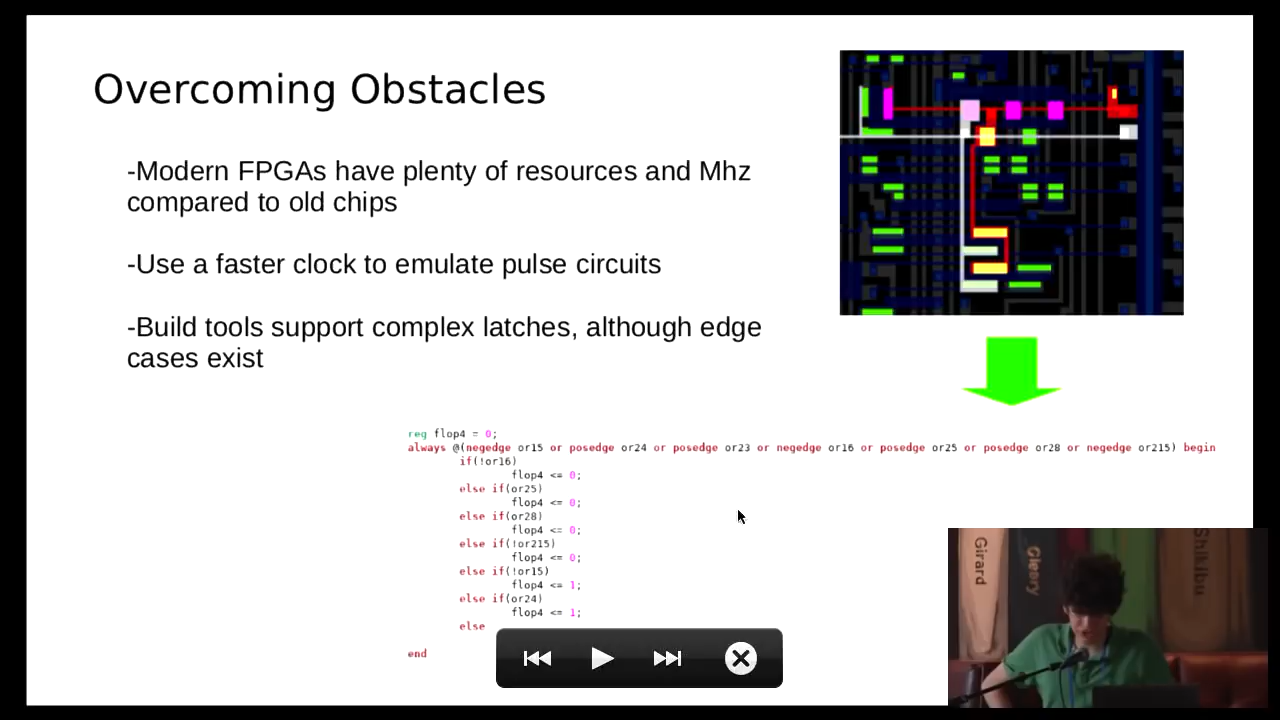 Overcoming Obstacles
-Modern FPGAs have plenty of resources and Mhz
compared to old chips
-Use a faster clock to emulate pulse circuits
-Build tools support complex latches, although edge
cases exist
reg flop4 = 0;
always @(negedge or15 or posedge or24 or posedge or23 or negedge or16 or posedge or25 or posedge or28 or negedge or215) begin
if(!or16)
flop4 <= 0;
else if(or25)
flop4 <= 0;
else if(or28)
flop4 <= 0;
else if(!or215)
flop4 <= 0;
else if(!or15)
flop4 <= 1;
else if(or24)
flop4 <= 1;
else
end
Girard
Cleary
Shikibu